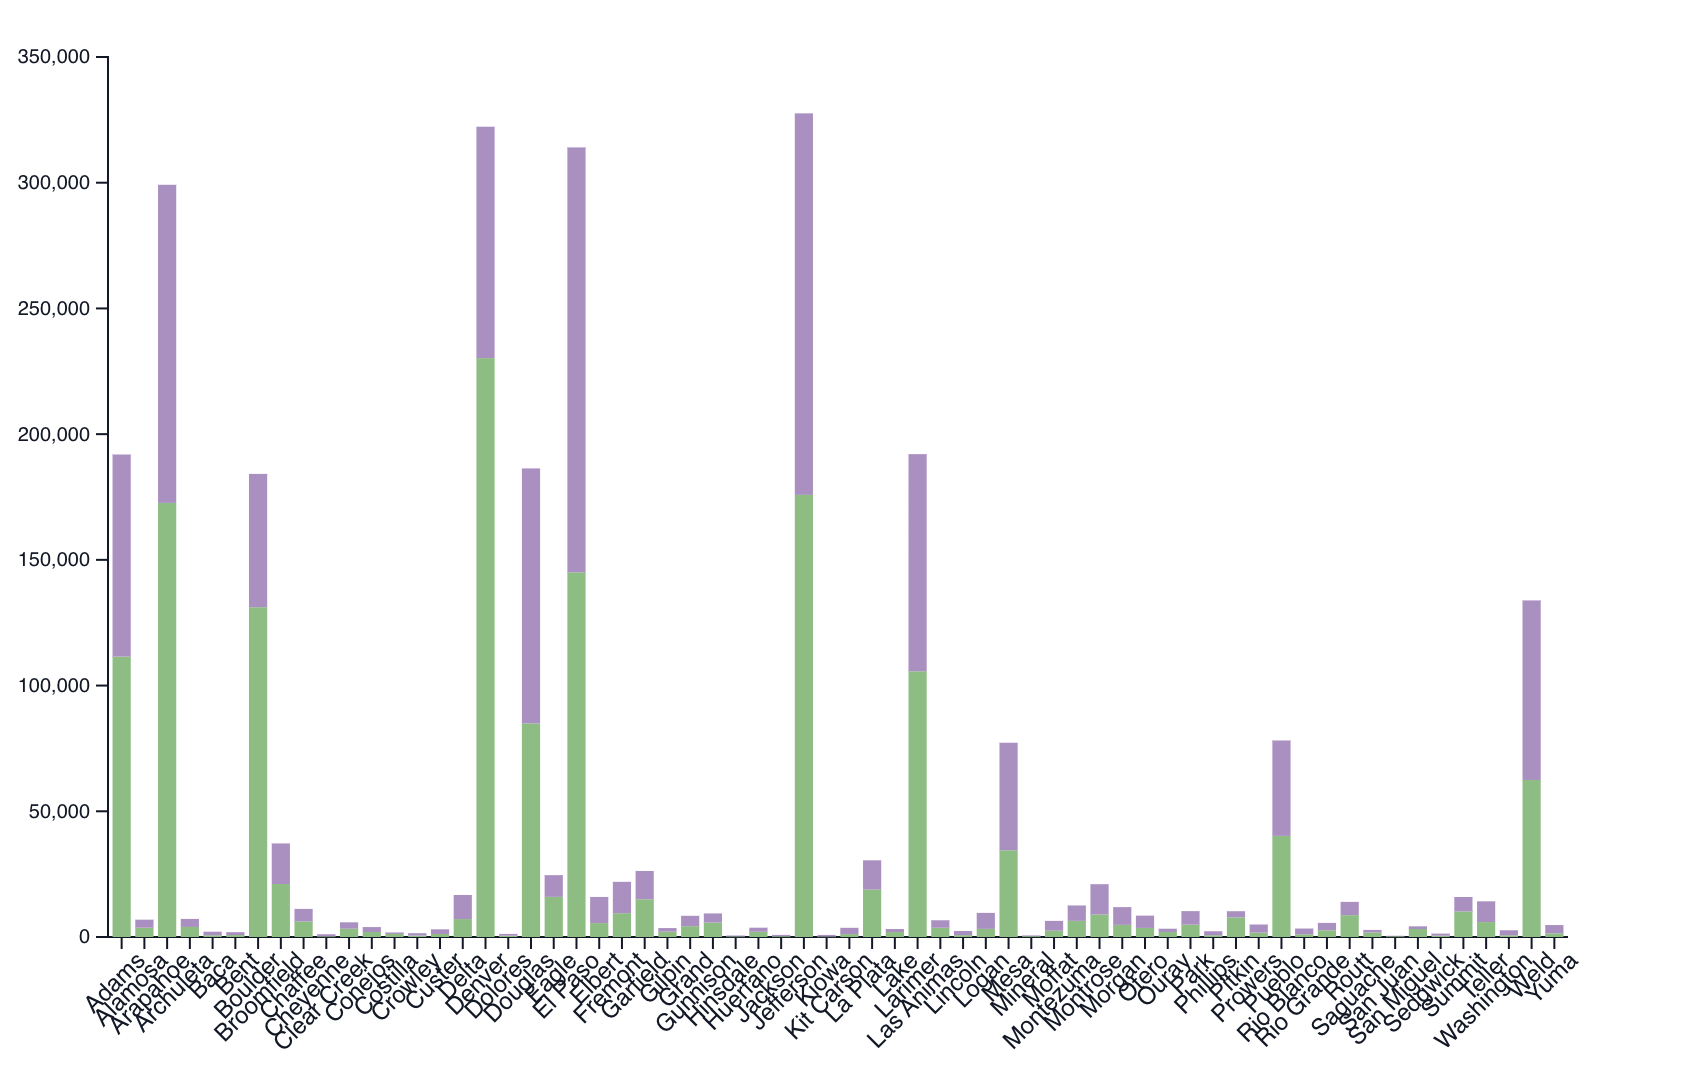 350,000
300,000
250,000
200,000
150,000
100,000
50,000
0
Adams
Alamosa
Arapahoe
Archuleta
Baca
Bent
Boulder
Broomfield
Chaffee
Cheyenne
Clear Creek
Conejos
Costilla
Crowley
Custer
Delta
Denver
Dolores
Douglas
Eagle
El Paso
Elbert
Fremont
Garfield
Gilpin
Grand
Gunnison
Hinsdale
Huerfano
Jackson
Jefferson
Kiowa
Kit Carson
La Plata
Lake
Larimer
Las Animas
Lincoln
Logan
Mesa
Mineral
Moffat
Montezuma
Montrose
Morgan
Otero
Ouray
Park
Phillips
Pitkin
Prowers
Pueblo
Rio Blanco
Rio Grande
Routt
Saguache
San Juan
San Miguel
Sedgwick
Summit
Teller
Washington
Weld
Yuma